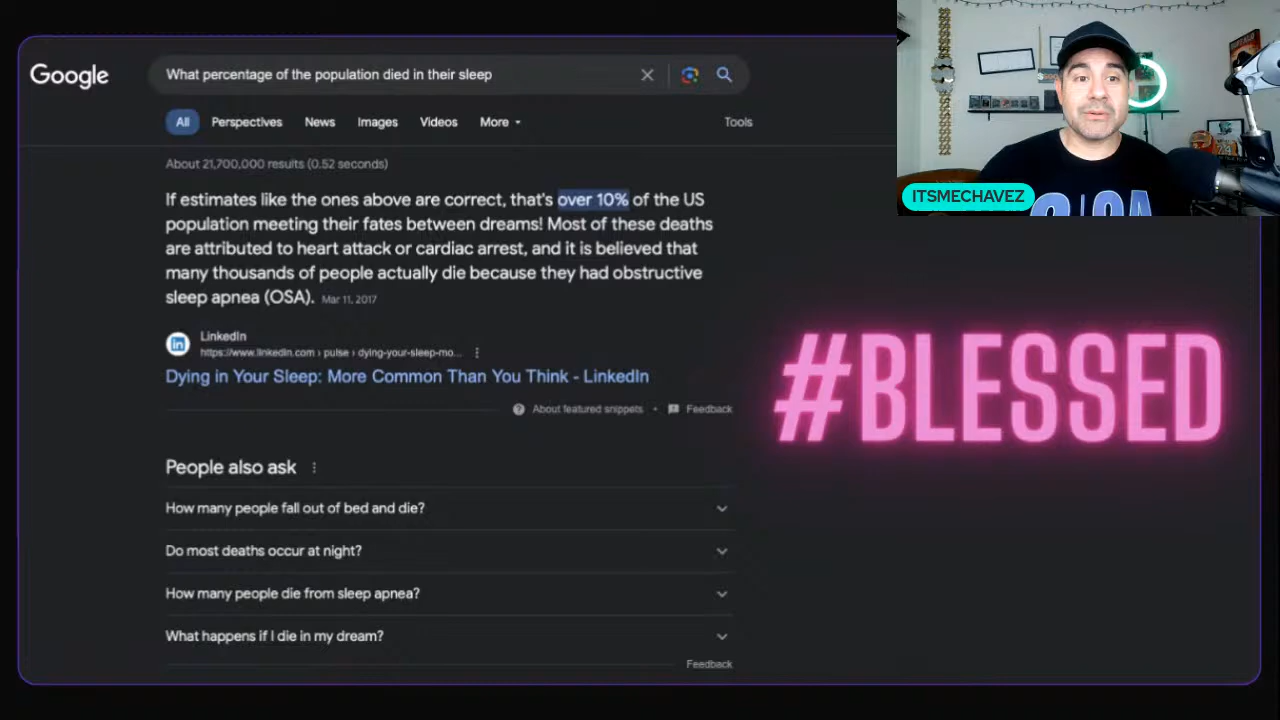 Google
What percentage of the population died in their sleep
All Perspectives News Images Videos More Tools
About 21,700,000 results (0.52 seconds)
If estimates like the ones above are correct, that's over 10% of the US
population meeting their fates between dreams! Most of these deaths
are attributed to heart attack or cardiac arrest, and it is believed that
many thousands of people actually die because they had obstructive
sleep apnea (OSA). Mar 11, 2017
LinkedIn
https://www.linkedin.com › pulse › dying-your-sleep-mo...
Dying in Your Sleep: More Common Than You Think - LinkedIn
About featured snippets • Feedback
People also ask
How many people fall out of bed and die?
Do most deaths occur at night?
How many people die from sleep apnea?
What happens if I die in my dream?
Feedback
ITSMECHAVEZ
#BLESSED